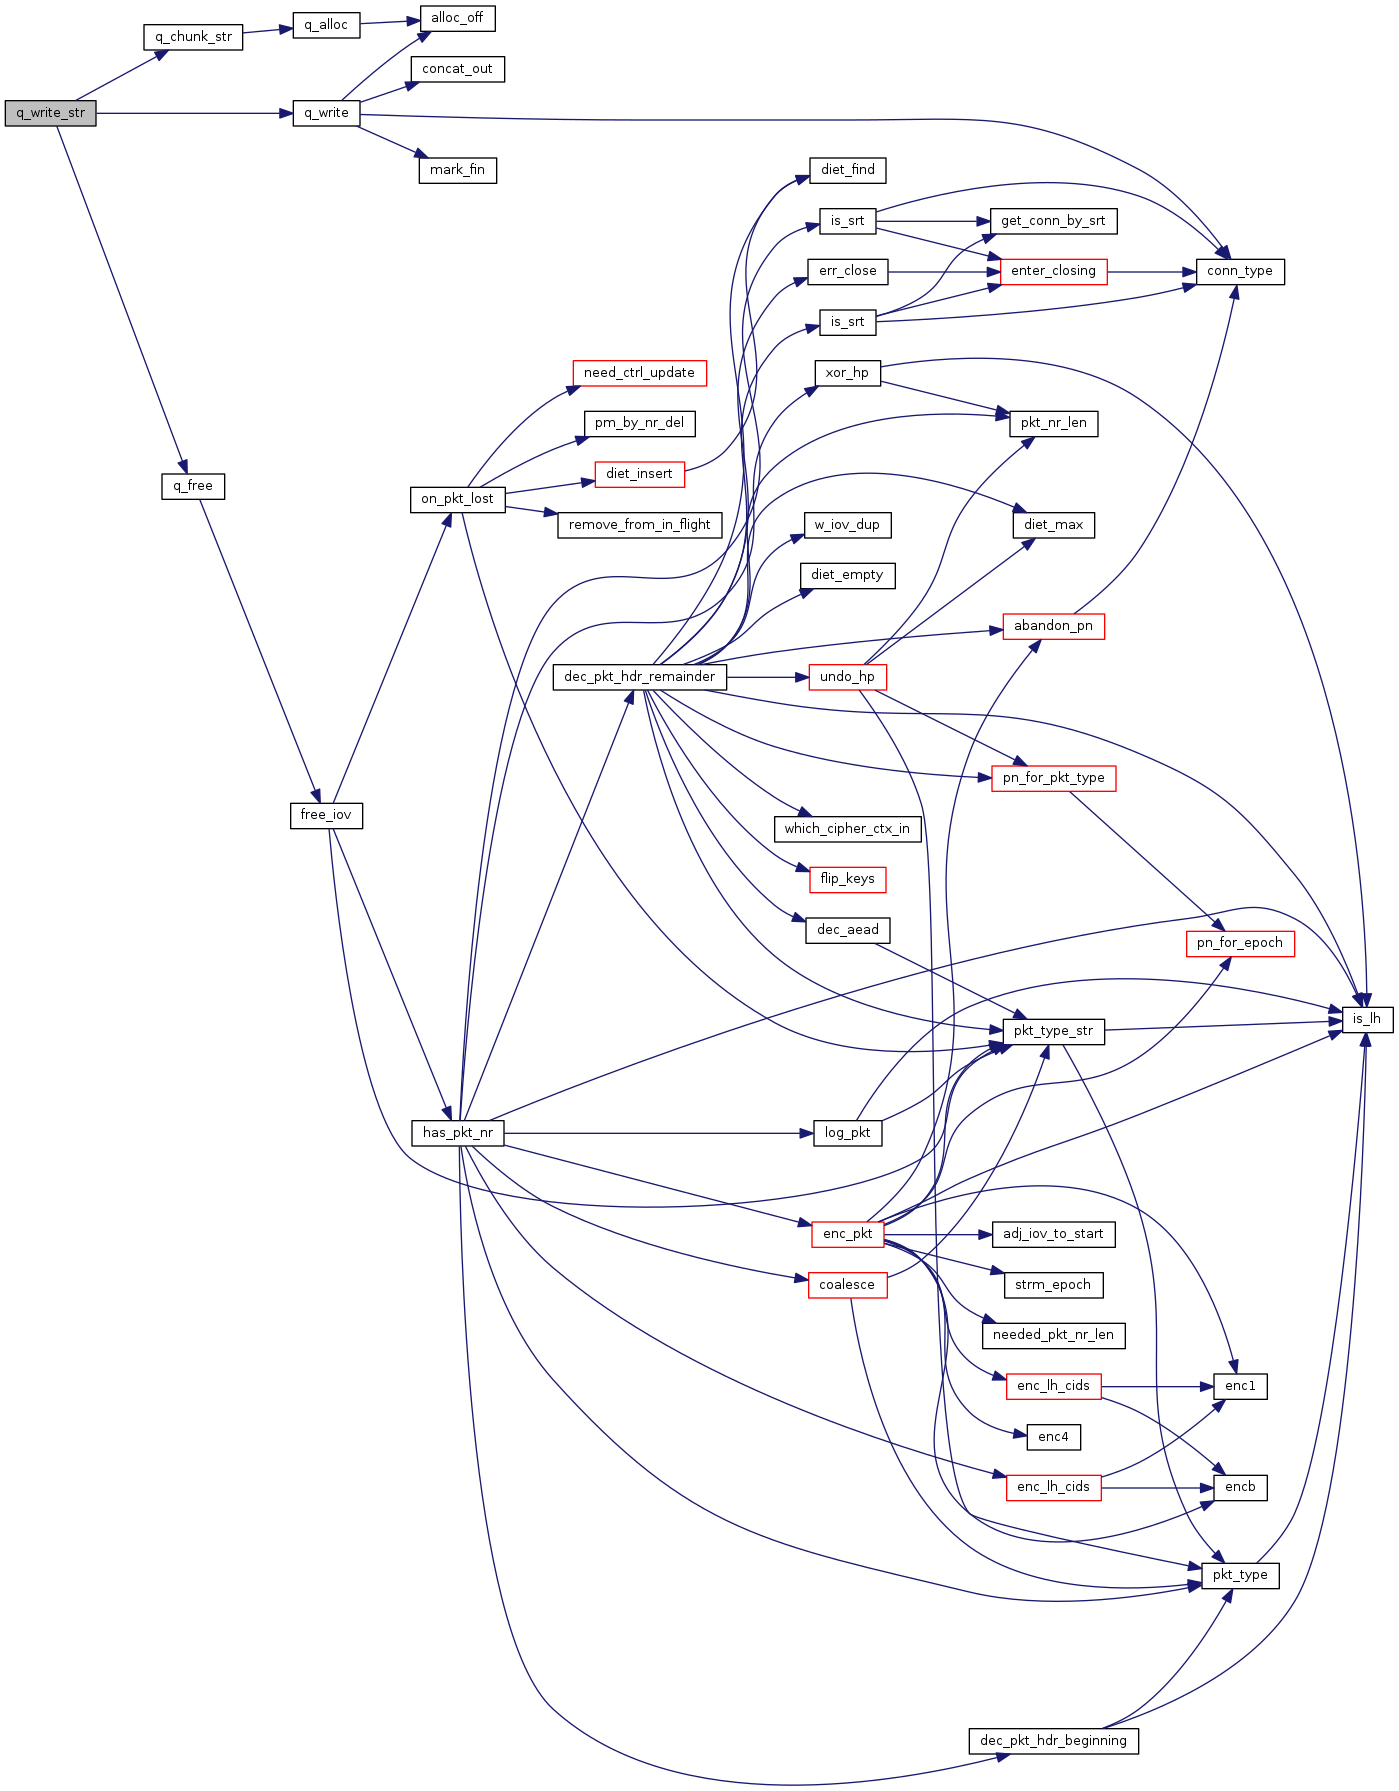 q_write_str
q_chunk_str
q_alloc
alloc_off
concat_out
q_write
mark_fin
q_free
free_iov
on_pkt_lost
need_ctrl_update
pm_by_nr_del
diet_insert
remove_from_in_flight
has_pkt_nr
dec_pkt_hdr_remainder
diet_find
is_srt
err_close
is_srt
xor_hp
w_iov_dup
diet_empty
undo_hp
which_cipher_ctx_in
flip_keys
dec_aead
log_pkt
enc_pkt
coalesce
get_conn_by_srt
enter_closing
pkt_nr_len
diet_max
abandon_pn
pn_for_pkt_type
pkt_type_str
adj_iov_to_start
strm_epoch
needed_pkt_nr_len
enc_lh_cids
enc4
enc_lh_cids
dec_pkt_hdr_beginning
conn_type
pn_for_epoch
is_lh
enc1
encb
pkt_type